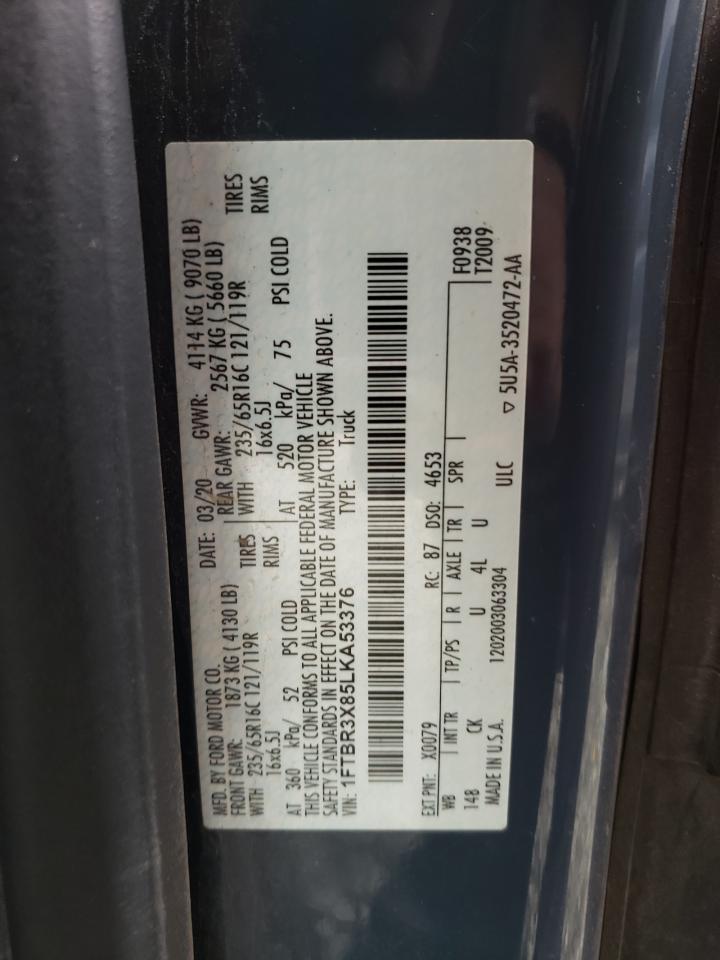 MFD. BY FORD MOTOR CO. DATE: 03/20 GVWR: 4114 KG ( 9070 LB)
FRONT GAWR: 1873 KG ( 4130 LB) REAR GAWR: 2567 KG ( 5660 LB)
WITH 235/65R16C 121/119R TIRES WITH 235/65R16C 121/119R TIRES
16x6.5J RIMS 16x6.5J RIMS
AT 360 kPa/ 52 PSI COLD AT 520 kPa/ 75 PSI COLD
THIS VEHICLE CONFORMS TO ALL APPLICABLE FEDERAL MOTOR VEHICLE
SAFETY STANDARDS IN EFFECT ON THE DATE OF MANUFACTURE SHOWN ABOVE.
VIN: 1FTBR3X85LKA53376 TYPE: Truck
EXT PNT: X0079 RC: 87 DSO: 4653
WB INT TR TP/PS R AXLE TR SPR F0938
148 CK U 4L U T2009
MADE IN U.S.A. 1202003063304 ULC ▽ 5U5A-3520472-AA